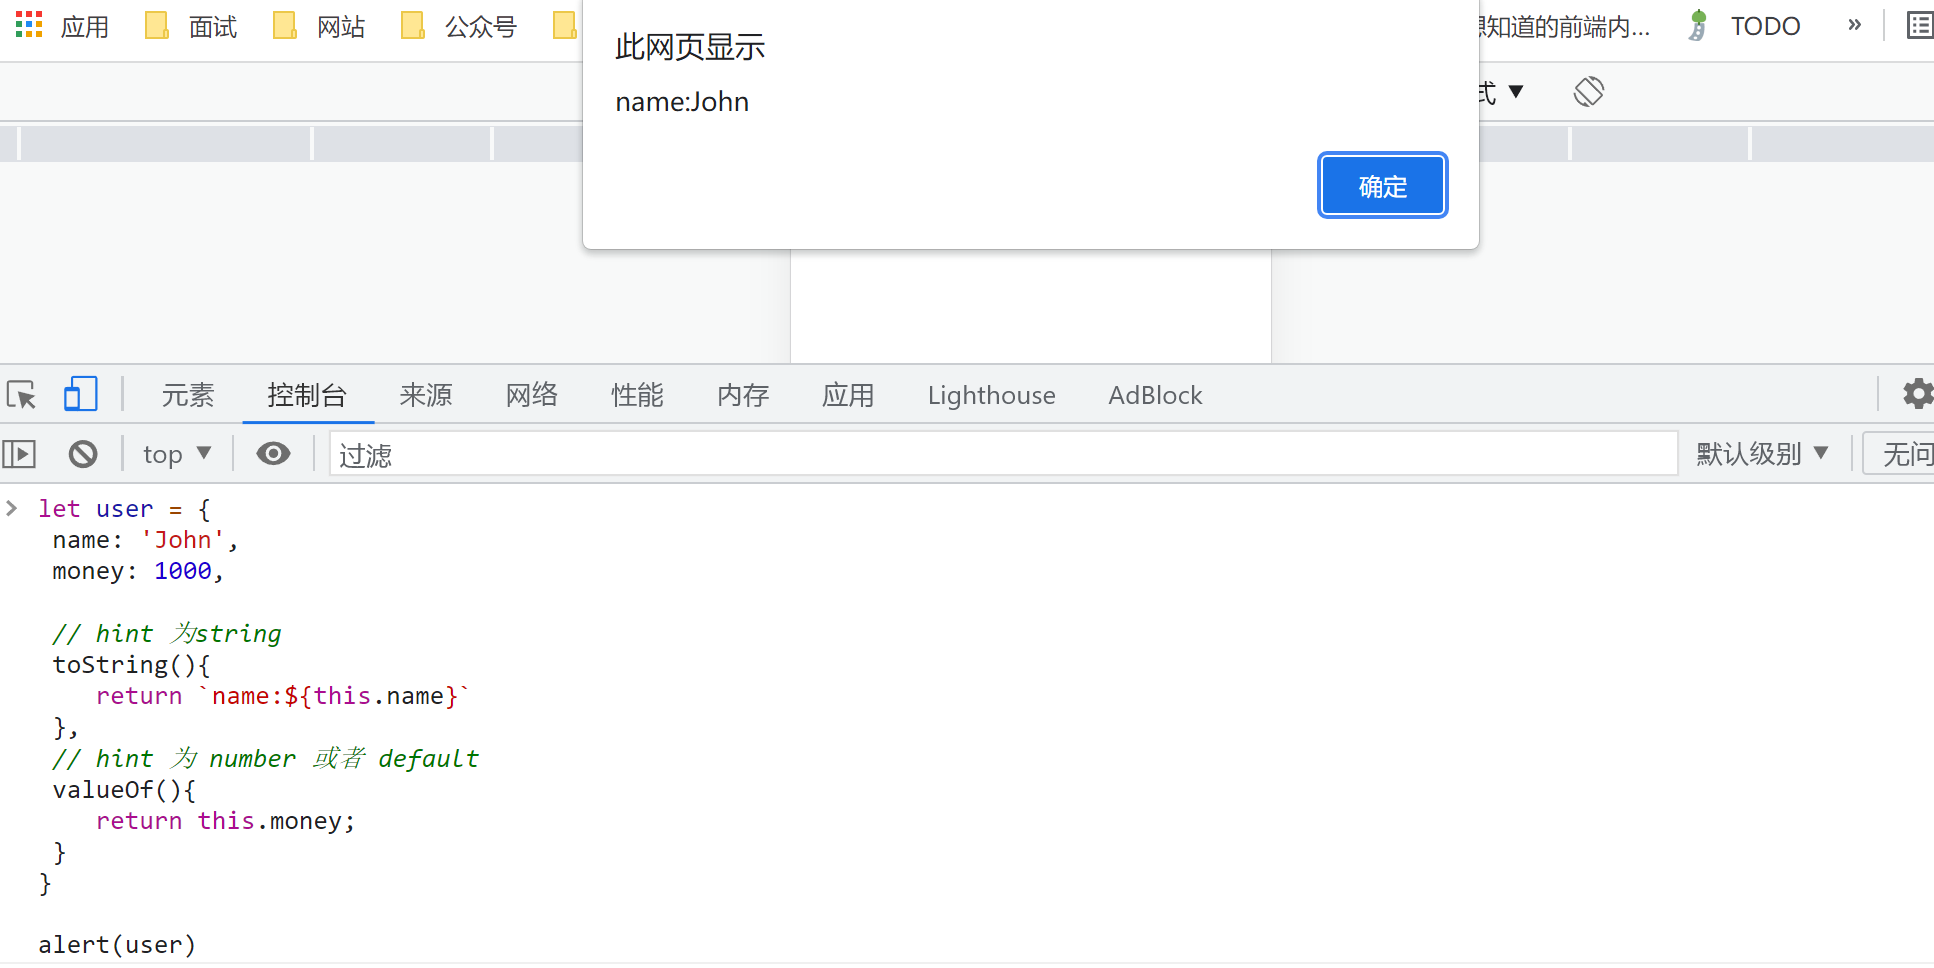 应用 面试 网站 公众号 知道的前端内... TODO »
此网页显示
name:John
式
确定
元素 控制台 来源 网络 性能 内存 应用 Lighthouse AdBlock
top 过滤 默认级别 无问
let user = {
name: 'John',
money: 1000,
// hint 为string
toString(){
return `name:${this.name}`
},
// hint 为 number 或者 default
valueOf(){
return this.money;
}
}
alert(user)